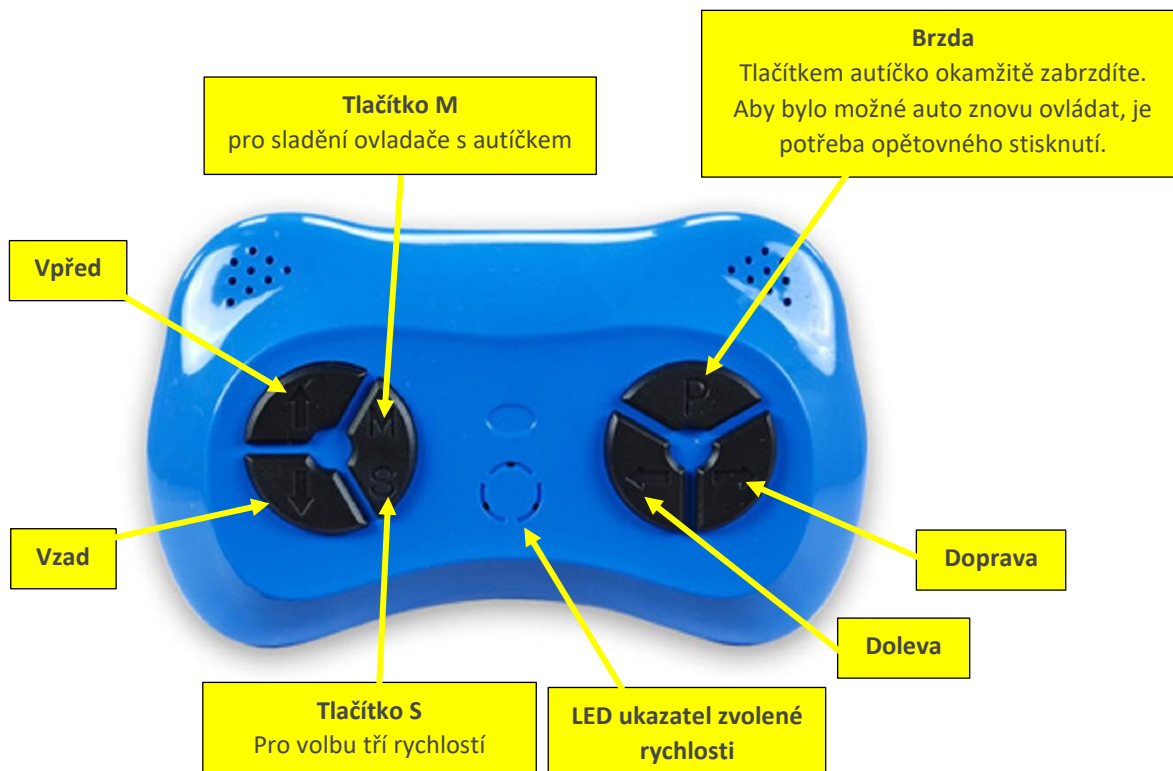 Brzda
Tlačítkem autíčko okamžitě zabrzdíte.
Aby bylo možné auto znovu ovládat, je
potřeba opětovného stisknutí.
Tlačítko M
pro sladění ovladače s autíčkem
Vpřed
P
M
S
Vzad
Doprava
Doleva
Tlačítko S
Pro volbu tří rychlostí
LED ukazatel zvolené
rychlosti